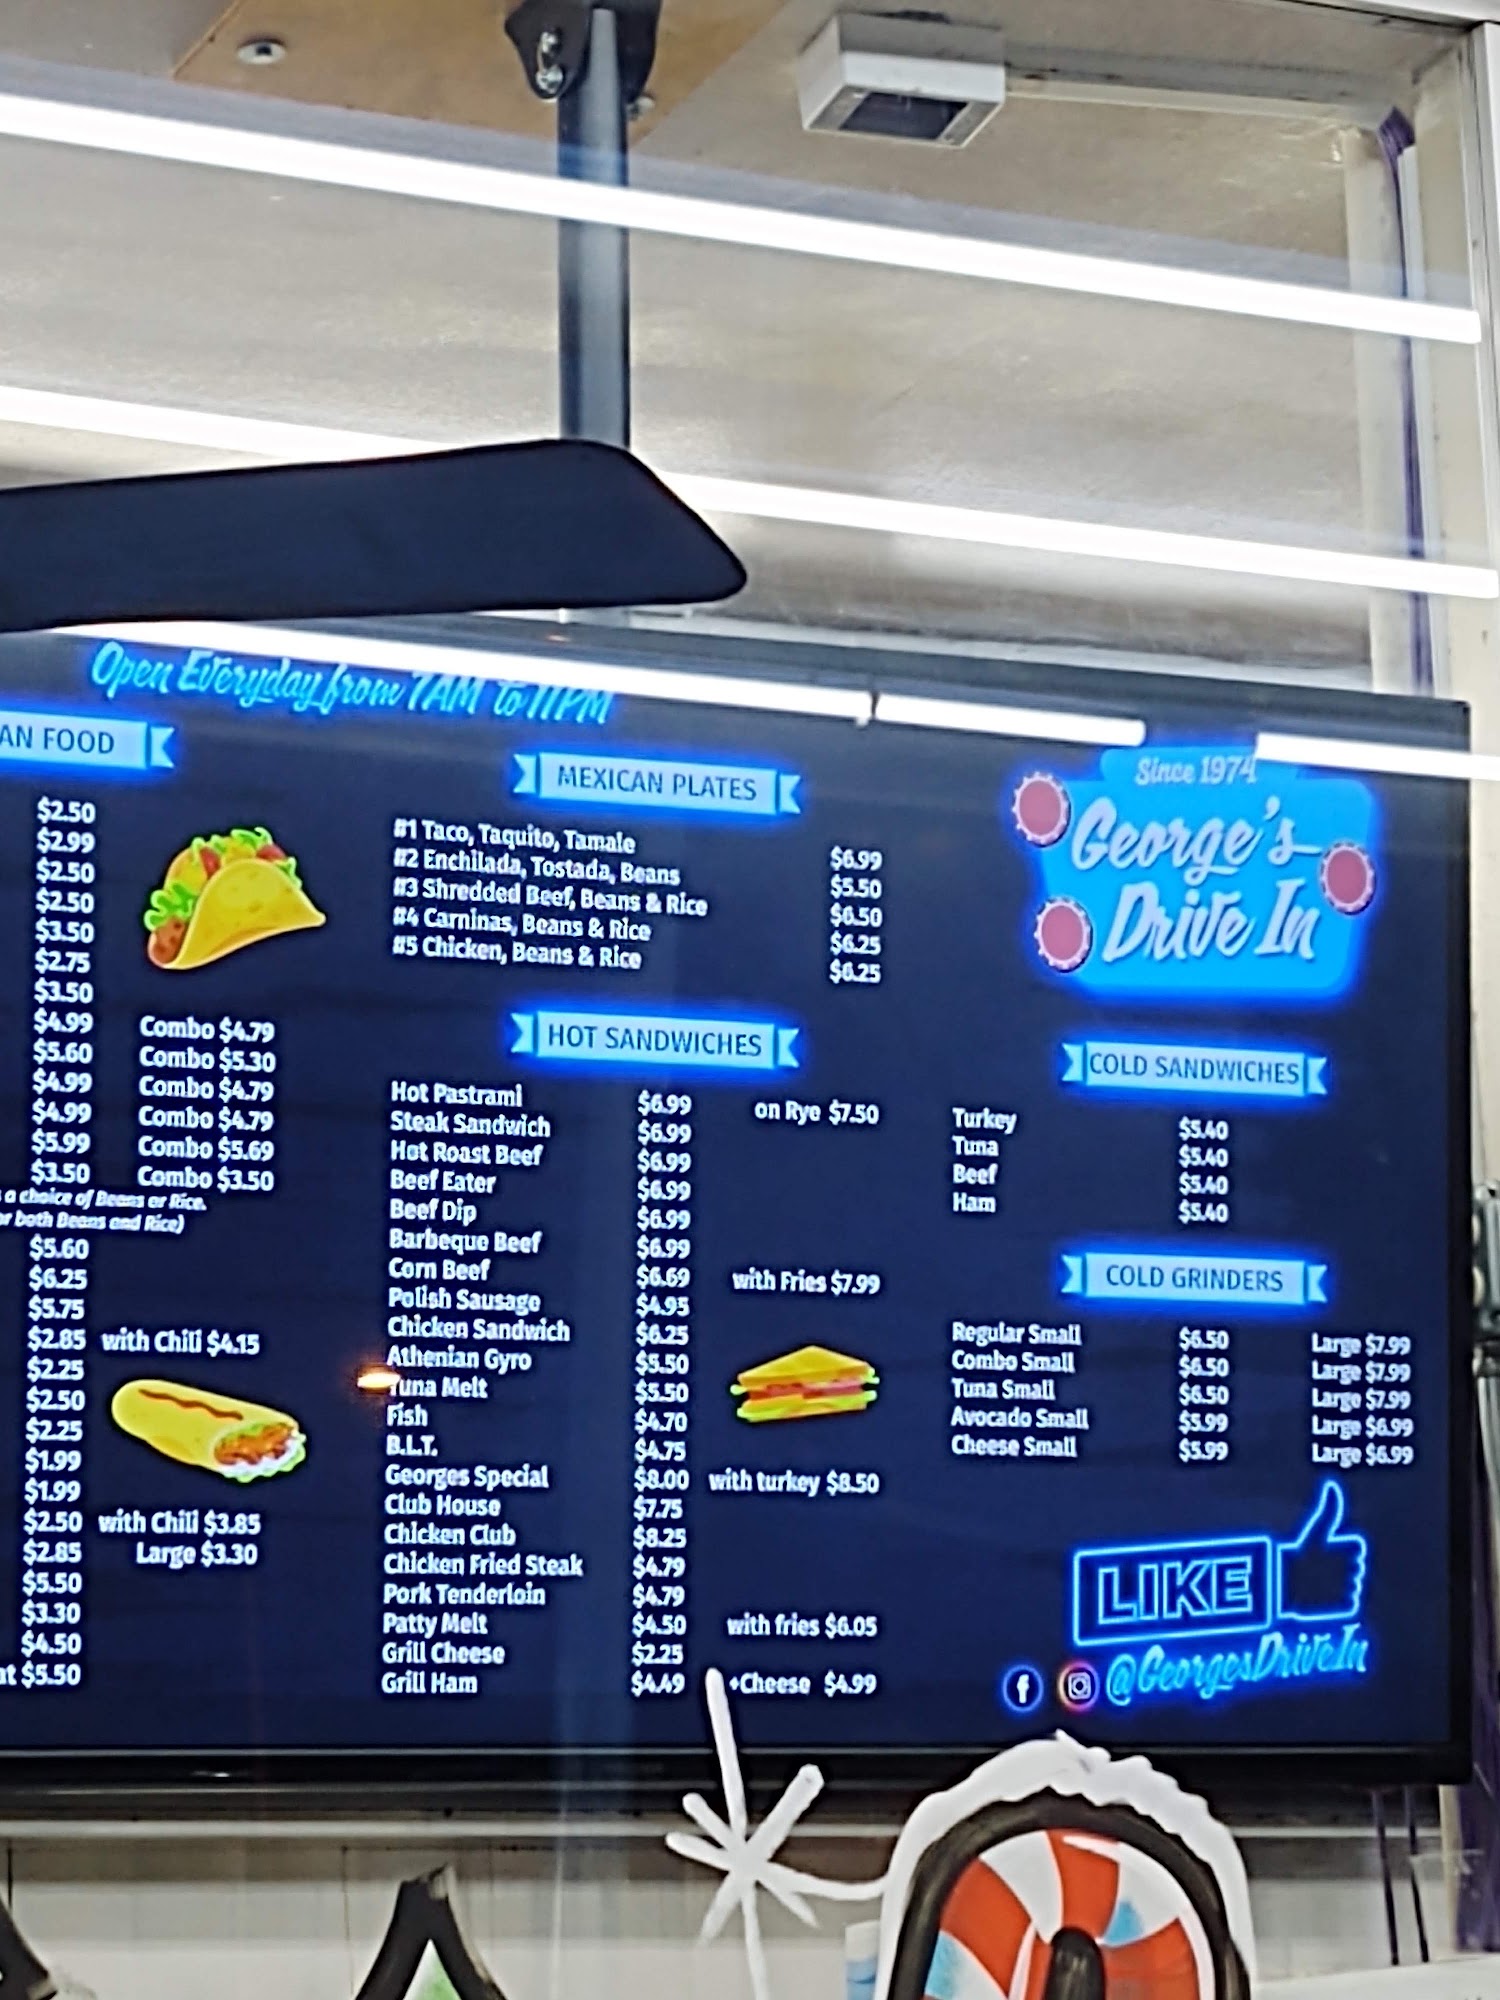 Open Everyday from 7AM to 11PM
AN FOOD
$2.50
$2.99
$2.50
$2.50
$3.50
$2.75
$3.50
$4.99 Combo $4.79
$5.60 Combo $5.30
$4.99 Combo $4.79
$4.99 Combo $4.79
$5.99 Combo $5.69
$3.50 Combo $3.50
a choice of Beans or Rice.
or both Beans and Rice)
$5.60
$6.25
$5.75
$2.85 with Chili $4.15
$2.25
$2.50
$2.25
$1.99
$1.99
$2.50 with Chili $3.85
$2.85 Large $3.30
$5.50
$3.30
$4.50
$5.50
MEXICAN PLATES
#1 Taco, Taquito, Tamale $6.99
#2 Enchilada, Tostada, Beans $5.50
#3 Shredded Beef, Beans & Rice $6.50
#4 Carninas, Beans & Rice $6.25
#5 Chicken, Beans & Rice $6.25
HOT SANDWICHES
Hot Pastrami $6.99 on Rye $7.50
Steak Sandwich $6.99
Hot Roast Beef $6.99
Beef Eater $6.99
Beef Dip $6.99
Barbeque Beef $6.99
Corn Beef $6.69 with Fries $7.99
Polish Sausage $4.95
Chicken Sandwich $6.25
Athenian Gyro $5.50
Tuna Melt $5.50
Fish $4.70
B.L.T. $4.75
Georges Special $8.00 with turkey $8.50
Club House $7.75
Chicken Club $8.25
Chicken Fried Steak $4.79
Pork Tenderloin $4.79
Patty Melt $4.50 with fries $6.05
Grill Cheese $2.25
Grill Ham $4.49 +Cheese $4.99
Since 1974
George's
Drive In
COLD SANDWICHES
Turkey $5.40
Tuna $5.40
Beef $5.40
Ham $5.40
COLD GRINDERS
Regular Small $6.50 Large $7.99
Combo Small $6.50 Large $7.99
Tuna Small $6.50 Large $7.99
Avocado Small $5.99 Large $6.99
Cheese Small $5.99 Large $6.99
LIKE
@GeorgesDriveIn